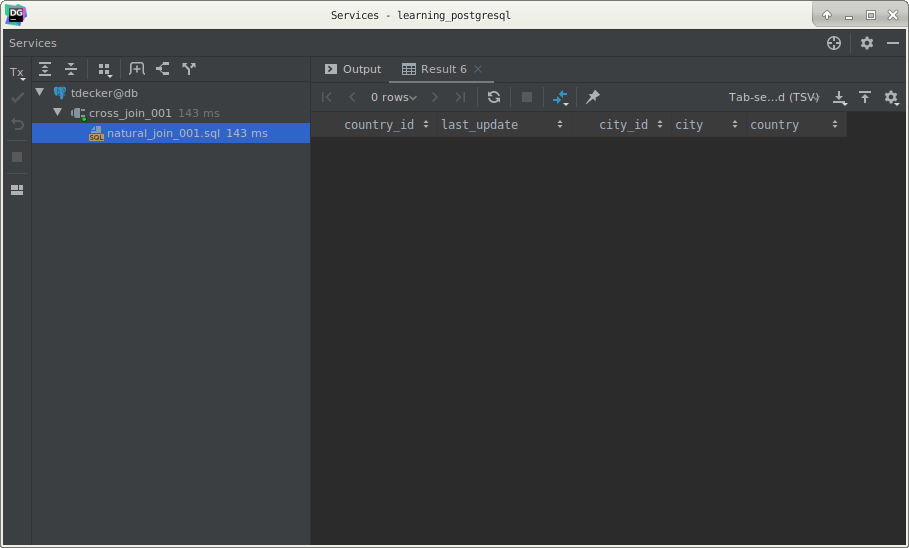 DG
Services - learning_postgresql
Services
Tx
Output
Result 6
tdecker@db
0 rows
Tab-se...d (TSV)
cross_join_001 143 ms
SQL natural_join_001.sql 143 ms
country_id last_update city_id city country